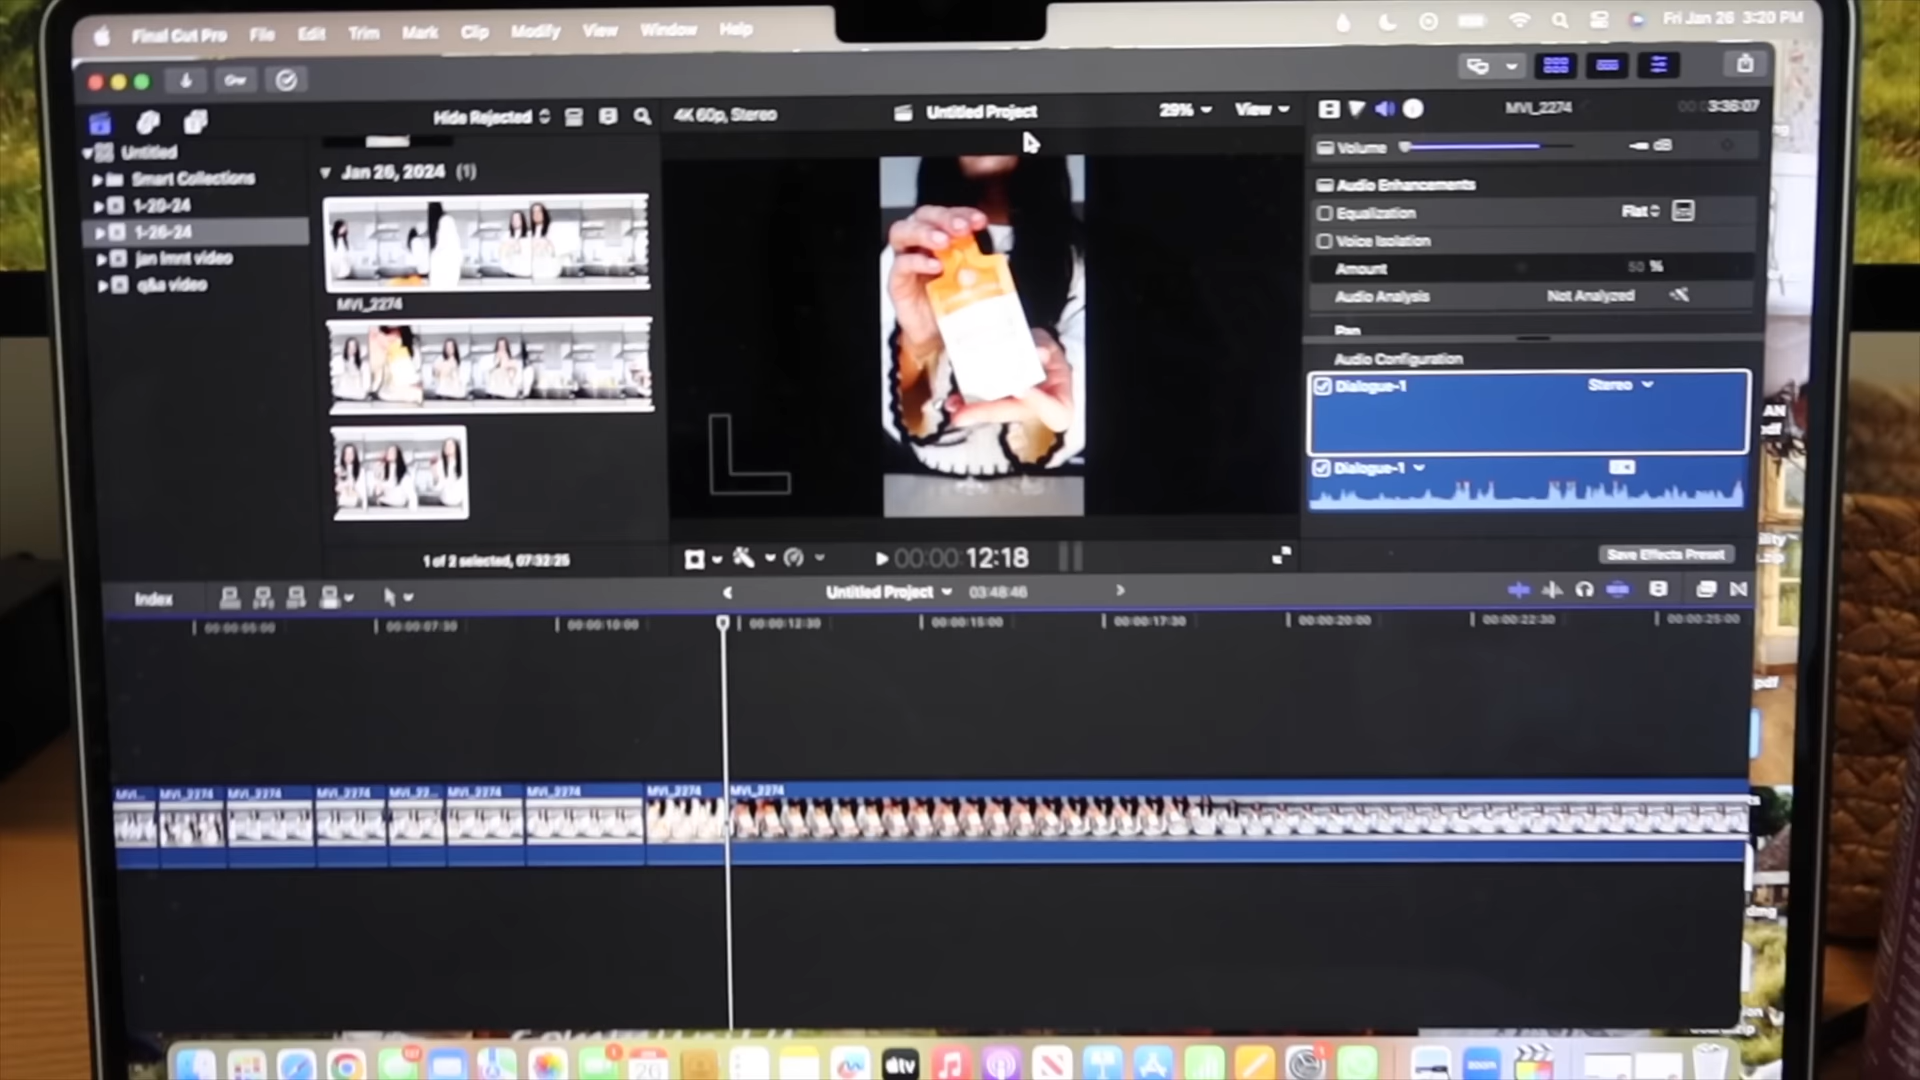 Final Cut Pro File Edit Trim Mark Clip Modify View Window Help
Fri Jan 26 3:20 PM
Hide Rejected
4K 60p, Stereo
Untitled Project
29%
View
MVI_2274
3:36:07
Untitled
Smart Collections
1-20-24
1-26-24
jan lmnt video
q&a video
Jan 26, 2024 (1)
MVI_2274
1 of 2 selected, 07:32:25
Volume
dB
Audio Enhancements
Equalization
Flat
Voice Isolation
Amount
50 %
Audio Analysis
Not Analyzed
Pan
Audio Configuration
Dialogue-1
Stereo
Dialogue-1
Save Effects Preset
00:00:12:18
Index
Untitled Project
03:48:46
00:00:05:00
00:00:07:30
00:00:10:00
00:00:12:30
00:00:15:00
00:00:17:30
00:00:20:00
00:00:22:30
00:00:25:00
MVI... MVI_2274 MVI_2274 MVI_2274 MVI_22... MVI_2274 MVI_2274 MVI_2274 MVI_2274
AN
pdf
pdf
dmg
26
tv
zoom